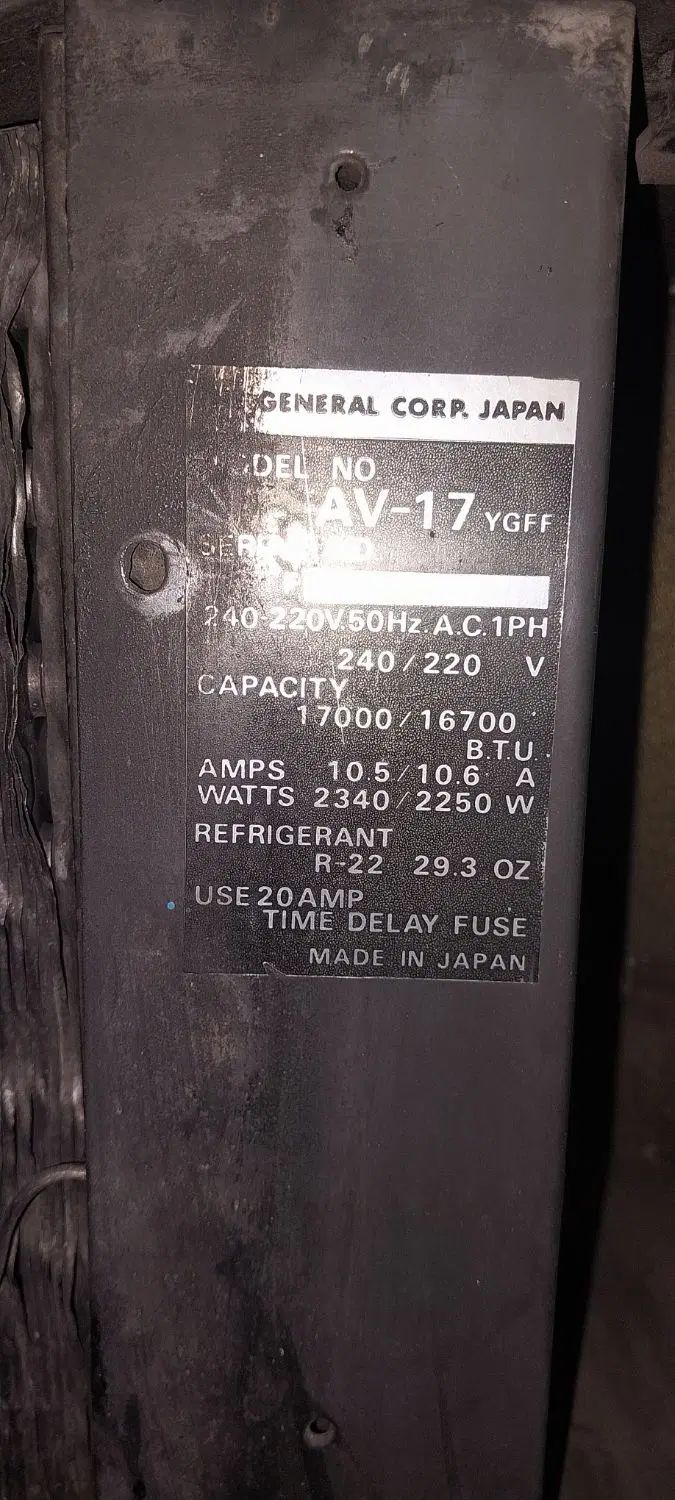 GENERAL CORP. JAPAN
NO
AV-17 YGFF
240-220V.50Hz.A.C.1PH
240/220 V
CAPACITY
17000/16700
B.T.U.
AMPS 10.5/10.6 A
WATTS 2340/2250 W
REFRIGERANT
R-22 29.3 OZ
USE 20 AMP
TIME DELAY FUSE
MADE IN JAPAN